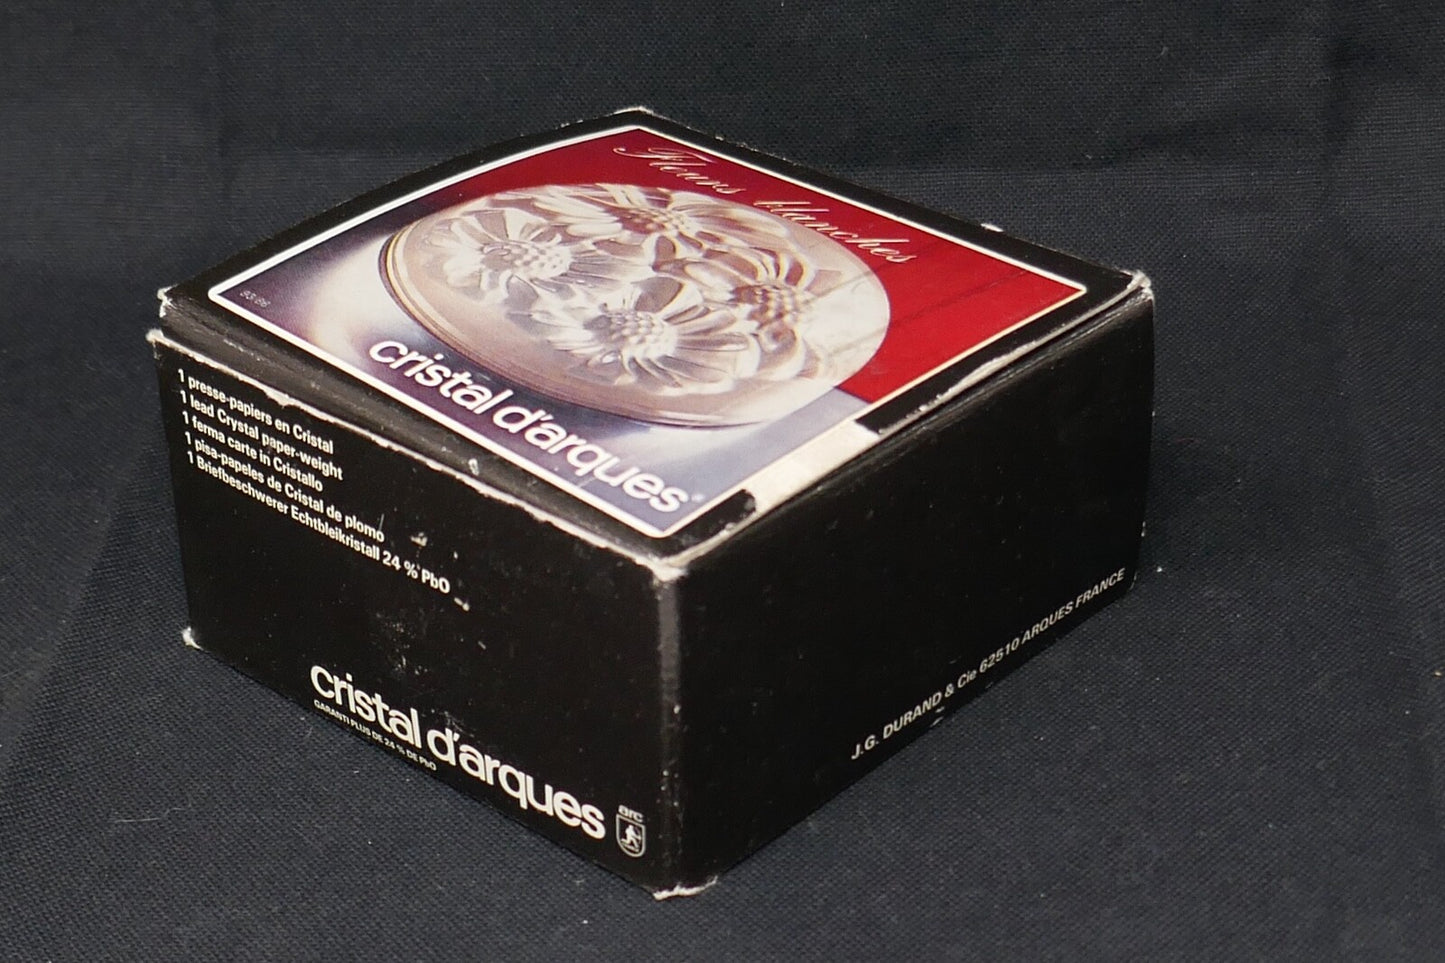 Fleurs blanches
93/86
cristal d'arques®
1 presse-papiers en Cristal
1 lead Crystal paper-weight
1 ferma carte in Cristallo
1 pisa-papeles de Cristal de plomo
1 Briefbeschwerer Echtbleikristall 24 % PbO
cristal d'arques
GARANTI PLUS DE 24 % DE PbO
arc
J.G. DURAND & Cie 62510 ARQUES FRANCE